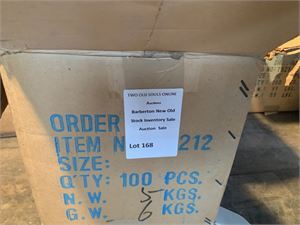 TWO OLD SOULS ONLINE
Auctions
Barberton New Old
Stock Inventory Sale
Auction Sale
Lot 168
ORDER
ITEM N 212
SIZE:
Q'TY: 100 PCS.
N. W. 5 KGS.
G. W. 6 KGS.